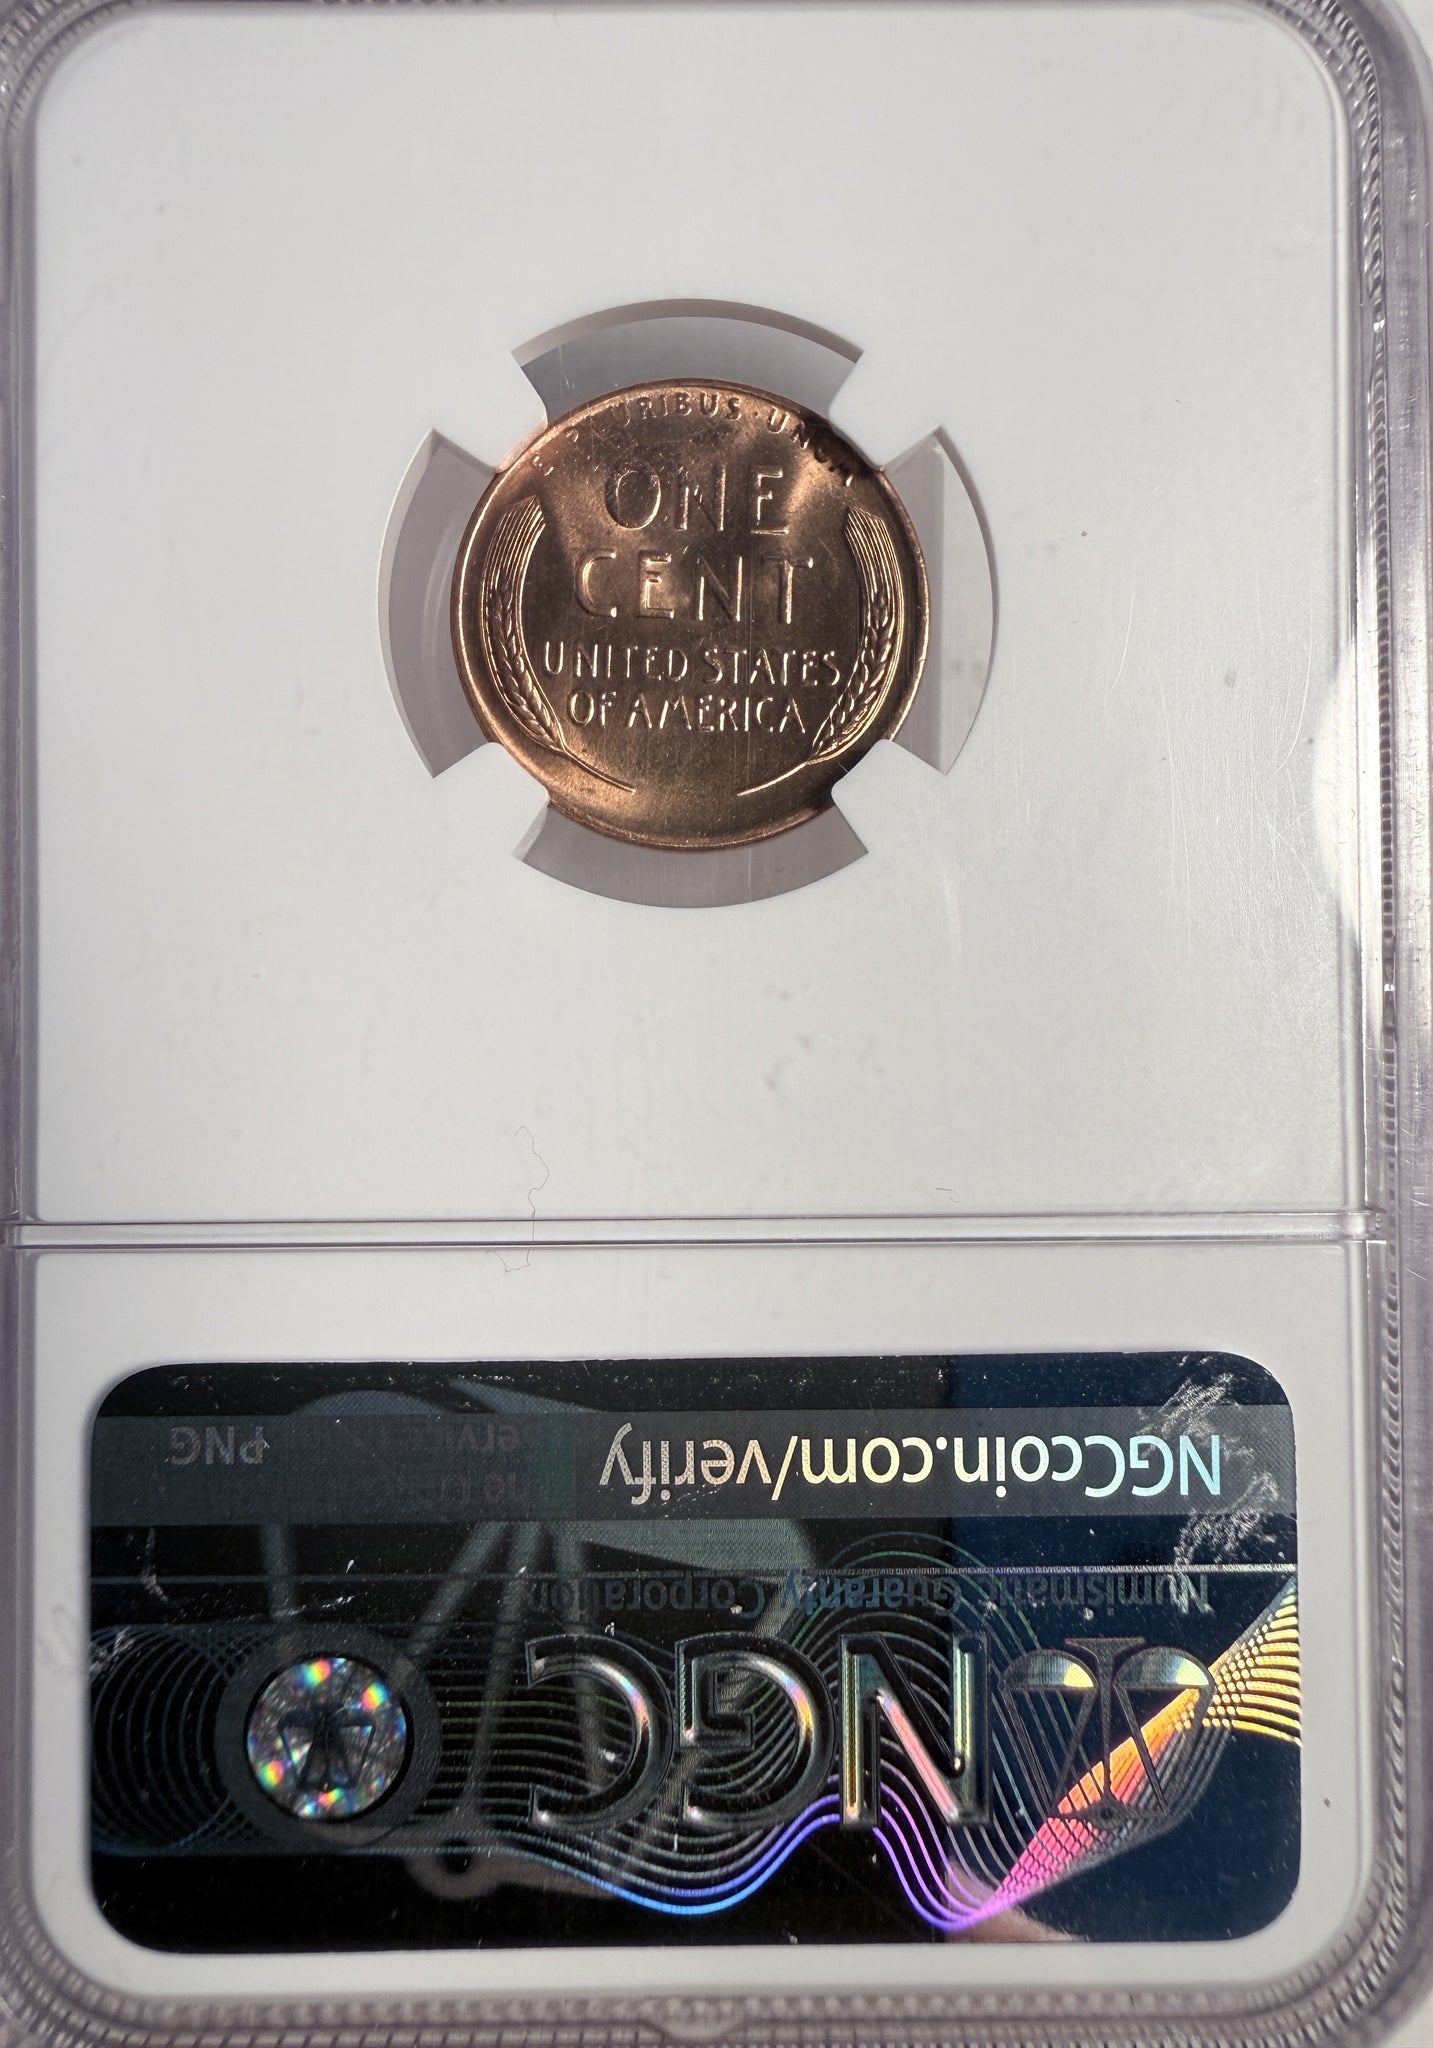 E · PLURIBUS · UNUM
ONE
CENT
UNITED STATES
OF AMERICA
NGC
Numismatic Guaranty Corporation
NGCcoin.com/verify
PNG